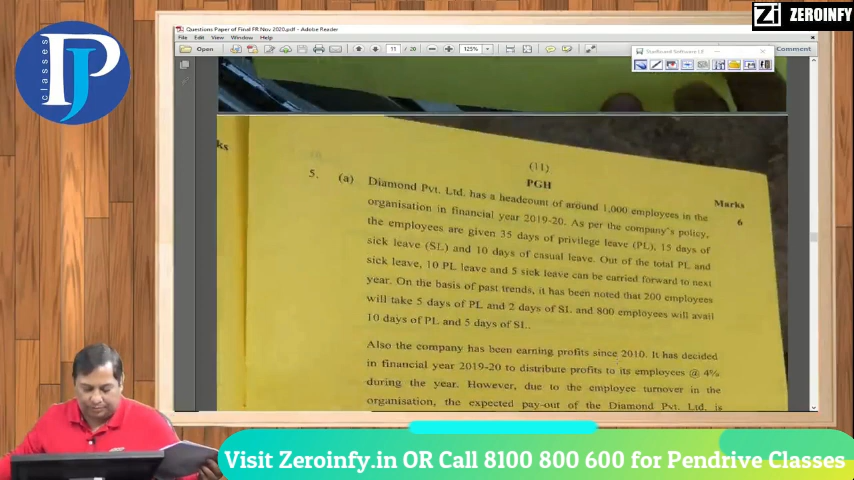 Questions Paper of Final FR Nov 2020.pdf - Adobe Reader
File Edit View Window Help
Open
11 / 20
125%
Comment
StarBoard Software LE
Zi ZEROINFY
PJ classes
ks
(11)
PGH
Marks
6
5. (a) Diamond Pvt. Ltd. has a headcount of around 1,000 employees in the
organisation in financial year 2019-20. As per the company's policy,
the employees are given 35 days of privilege leave (PL), 15 days of
sick leave (SL) and 10 days of casual leave. Out of the total PL and
sick leave, 10 PL leave and 5 sick leave can be carried forward to next
year. On the basis of past trends, it has been noted that 200 employees
will take 5 days of PL and 2 days of SL and 800 employees will avail
10 days of PL and 5 days of SL.
Also the company has been earning profits since 2010. It has decided
in financial year 2019-20 to distribute profits to its employees @ 4%
during the year. However, due to the employee turnover in the
organisation, the expected pay-out of the Diamond Pvt. Ltd. is
Visit Zeroinfy.in OR Call 8100 800 600 for Pendrive Classes